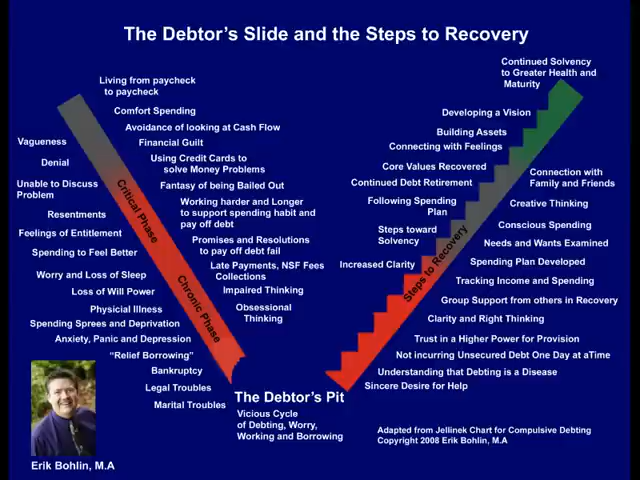 The Debtor's Slide and the Steps to Recovery
Living from paycheck
to paycheck
Comfort Spending
Avoidance of looking at Cash Flow
Financial Guilt
Using Credit Cards to
solve Money Problems
Fantasy of being Bailed Out
Working harder and Longer
to support spending habit and
pay off debt
Promises and Resolutions
to pay off debt fail
Late Payments, NSF Fees
Collections
Impaired Thinking
Obsessional
Thinking
Vagueness
Denial
Unable to Discuss
Problem
Resentments
Feelings of Entitlement
Spending to Feel Better
Worry and Loss of Sleep
Loss of Will Power
Physicial Illness
Spending Sprees and Deprivation
Anxiety, Panic and Depression
“Relief Borrowing”
Bankruptcy
Legal Troubles
Marital Troubles
Critical Phase
Chronic Phase
The Debtor's Pit
Vicious Cycle
of Debting, Worry,
Working and Borrowing
Continued Solvency
to Greater Health and
Maturity
Developing a Vision
Building Assets
Connecting with Feelings
Core Values Recovered
Continued Debt Retirement
Following Spending
Plan
Steps toward
Solvency
Increased Clarity
Steps to Recovery
Connection with
Family and Friends
Creative Thinking
Conscious Spending
Needs and Wants Examined
Spending Plan Developed
Tracking Income and Spending
Group Support from others in Recovery
Clarity and Right Thinking
Trust in a Higher Power for Provision
Not incurring Unsecured Debt One Day at aTime
Understanding that Debting is a Disease
Sincere Desire for Help
Adapted from Jellinek Chart for Compulsive Debting
Copyright 2008 Erik Bohlin, M.A
Erik Bohlin, M.A